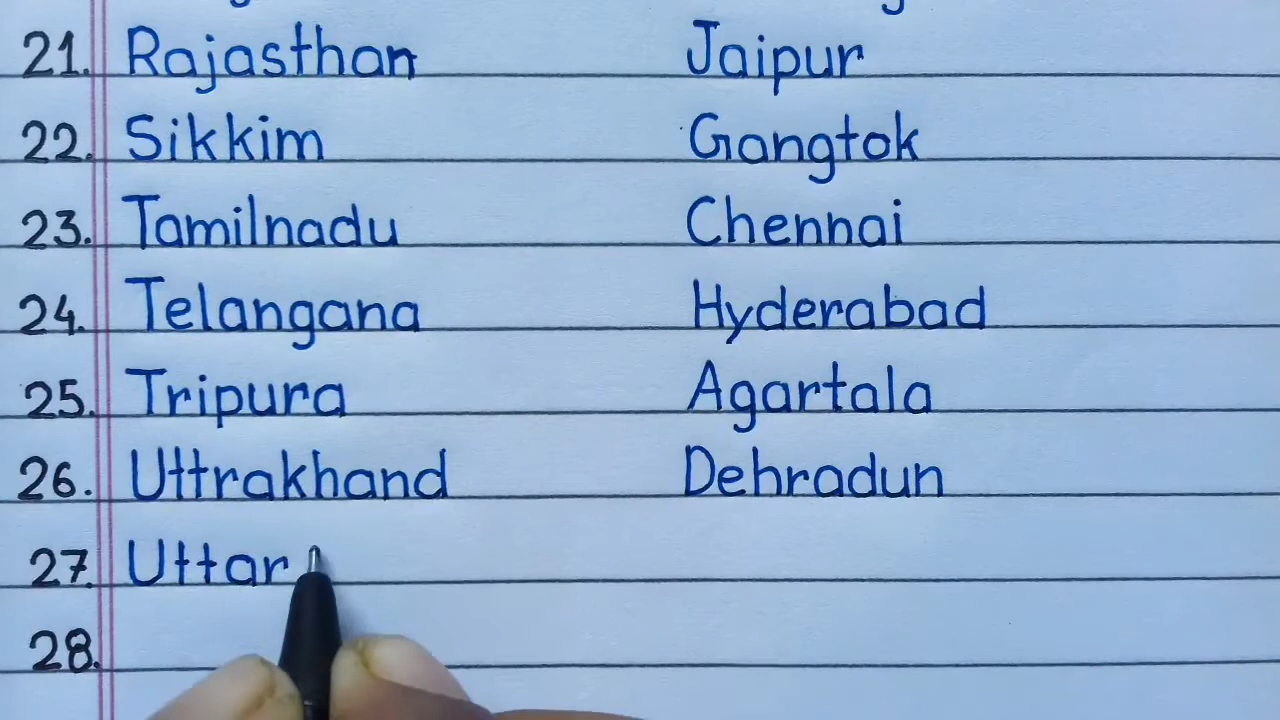 21. Rajasthan Jaipur
22. Sikkim Gangtok
23. Tamilnadu Chennai
24. Telangana Hyderabad
25. Tripura Agartala
26. Uttrakhand Dehradun
27. Uttar
28.